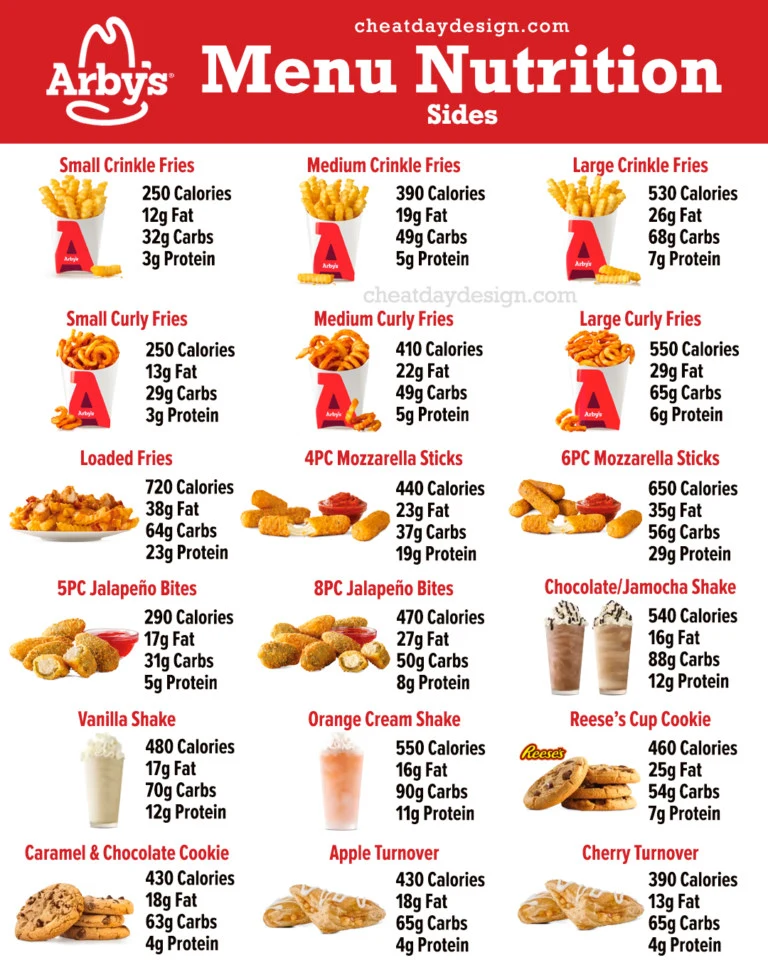 cheatdaydesign.com
Arby's®
Menu Nutrition
Sides
Small Crinkle Fries
250 Calories
12g Fat
32g Carbs
3g Protein
Arby's
Medium Crinkle Fries
390 Calories
19g Fat
49g Carbs
5g Protein
Arby's
Large Crinkle Fries
530 Calories
26g Fat
68g Carbs
7g Protein
Arby's
cheatdaydesign.com
Small Curly Fries
250 Calories
13g Fat
29g Carbs
3g Protein
Arby's
Medium Curly Fries
410 Calories
22g Fat
49g Carbs
5g Protein
Arby's
Large Curly Fries
550 Calories
29g Fat
65g Carbs
6g Protein
Arby's
Loaded Fries
720 Calories
38g Fat
64g Carbs
23g Protein
4PC Mozzarella Sticks
440 Calories
23g Fat
37g Carbs
19g Protein
6PC Mozzarella Sticks
650 Calories
35g Fat
56g Carbs
29g Protein
5PC Jalapeño Bites
290 Calories
17g Fat
31g Carbs
5g Protein
8PC Jalapeño Bites
470 Calories
27g Fat
50g Carbs
8g Protein
Chocolate/Jamocha Shake
540 Calories
16g Fat
88g Carbs
12g Protein
Vanilla Shake
480 Calories
17g Fat
70g Carbs
12g Protein
Orange Cream Shake
550 Calories
16g Fat
90g Carbs
11g Protein
Reese's Cup Cookie
Reese's
460 Calories
25g Fat
54g Carbs
7g Protein
Caramel & Chocolate Cookie
430 Calories
18g Fat
63g Carbs
4g Protein
Apple Turnover
430 Calories
18g Fat
65g Carbs
4g Protein
Cherry Turnover
390 Calories
13g Fat
65g Carbs
4g Protein